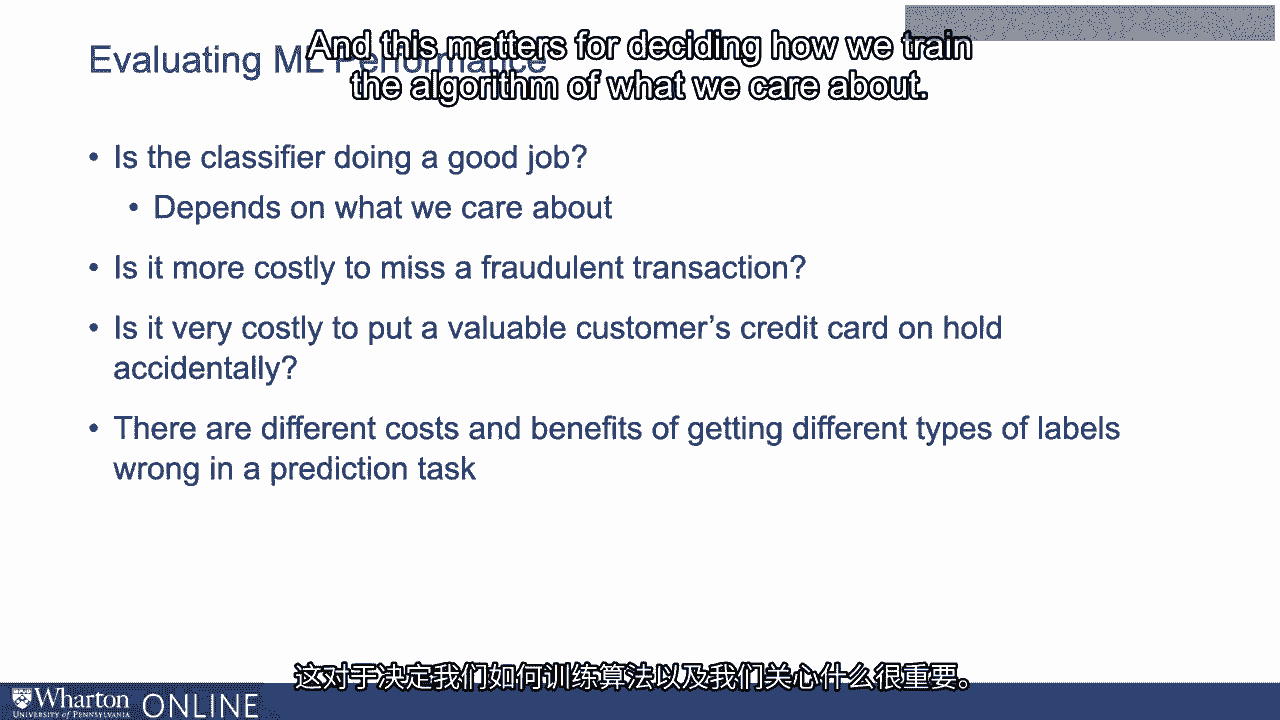 And this matters for deciding how we train
the algorithm of what we care about.
Evaluating ML Performance
• Is the classifier doing a good job?
• Depends on what we care about
• Is it more costly to miss a fraudulent transaction?
• Is it very costly to put a valuable customer’s credit card on hold
accidentally?
• There are different costs and benefits of getting different types of labels
wrong in a prediction task
这对于决定我们如何训练算法以及我们关心什么很重要。
Wharton ONLINE
UNIVERSITY of PENNSYLVANIA